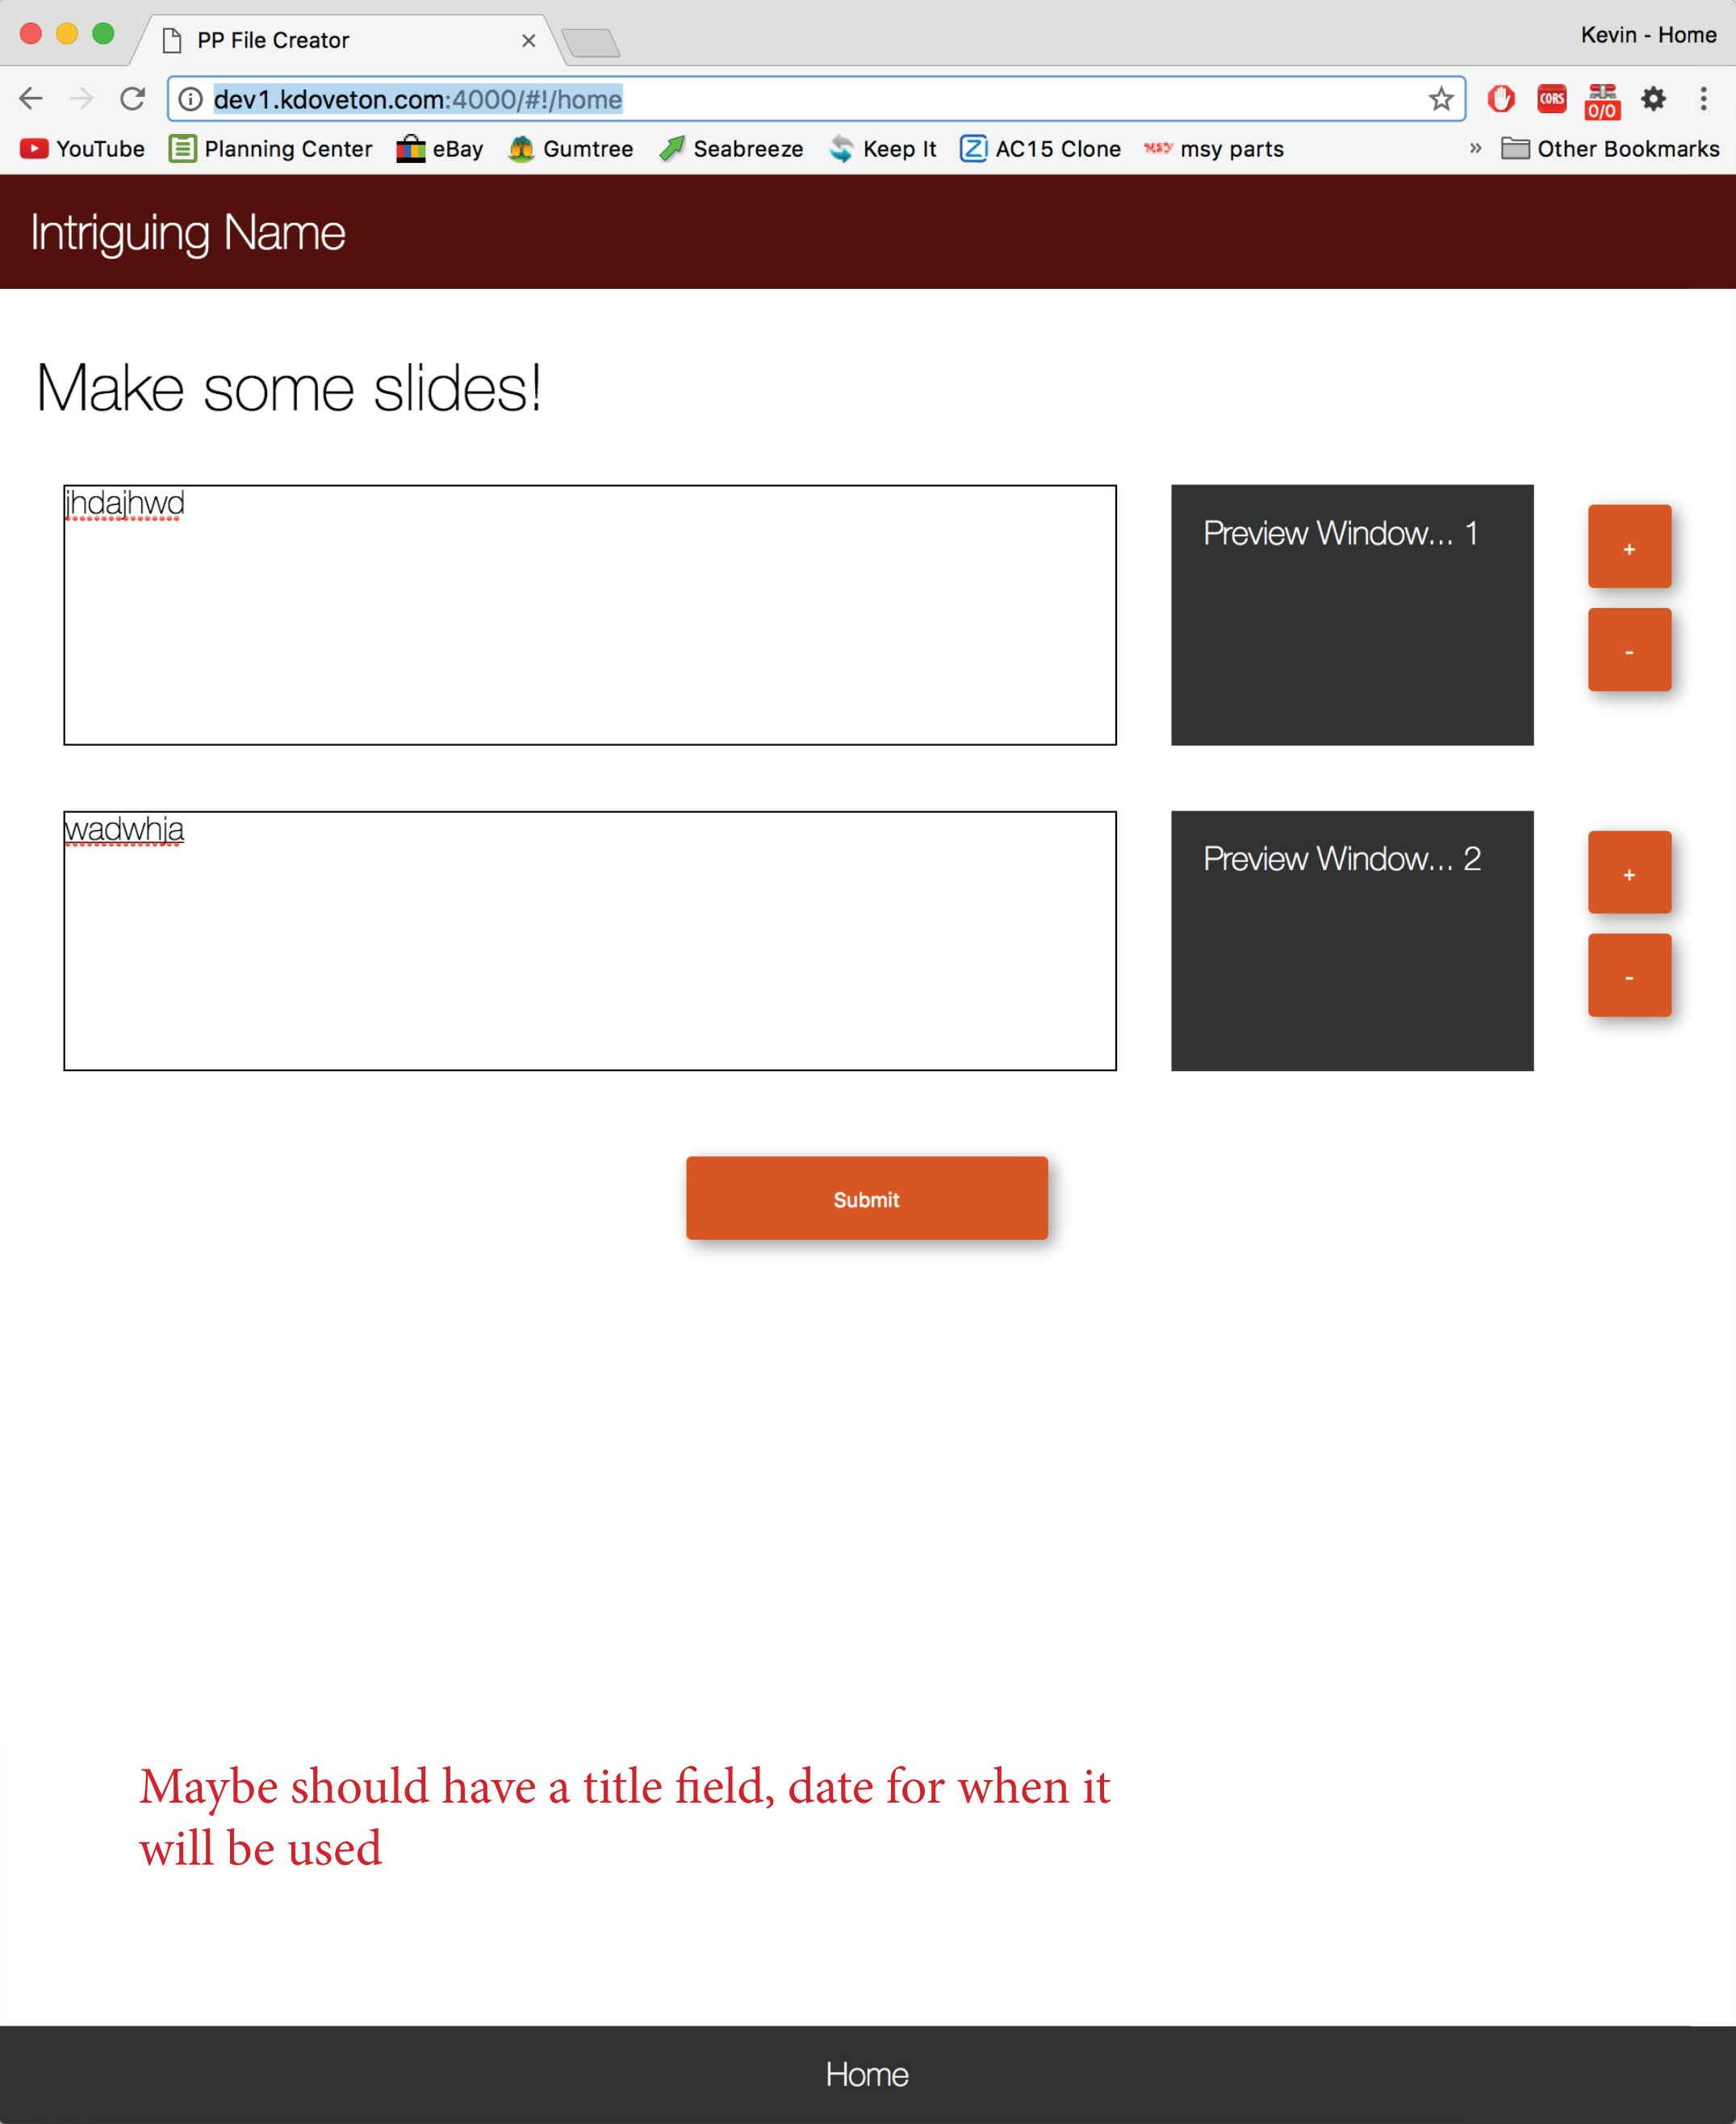 PP File Creator
Kevin - Home
dev1.kdoveton.com:4000/#!/home
CORS
0/0
YouTube Planning Center eBay Gumtree Seabreeze Keep It AC15 Clone msy parts » Other Bookmarks
Intriguing Name
Make some slides!
jhdajhwd
Preview Window... 1
+
-
wadwhja
Preview Window... 2
+
-
Submit
Maybe should have a title field, date for when it
will be used
Home